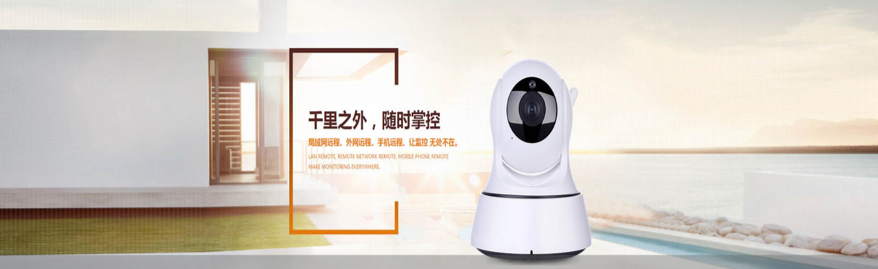 千里之外，随时掌控
局域网远程、外网远程、手机远程、让监控 无处不在。
LAN REMOTE, REMOTE NETWORK REMOTE, MOBILE PHONE REMOTE
MAKE MONITORING EVERYWHERE.